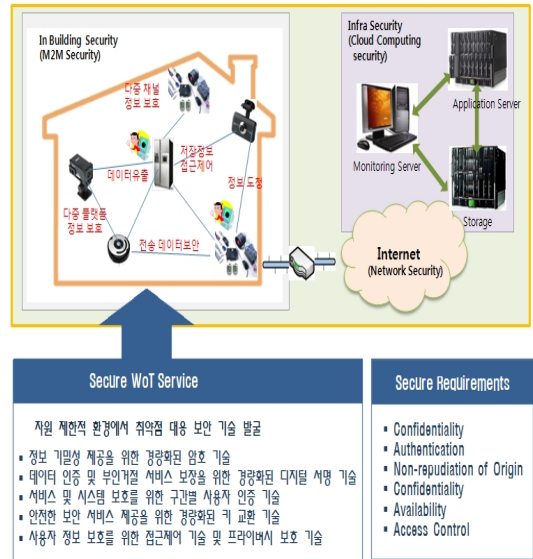 In Building Security
(M2M Security)
다중 채널
정보 보호
저장정보
접근제어
데이터유출
정보 도청
다중 플랫폼
정보 보호
전송 데이터보안
Infra Security
(Cloud Computing
security)
Application Server
Monitoring Server
Storage
Internet
(Network Security)
Secure WoT Service
자원 제한적 환경에서 취약점 대응 보안 기술 발굴
▪ 정보 기밀성 제공을 위한 경량화된 암호 기술
▪ 데이터 인증 및 부인거절 서비스 보장을 위한 경량화된 디지털 서명 기술
▪ 서비스 및 시스템 보호를 위한 구간별 사용자 인증 기술
▪ 안전한 보안 서비스 제공을 위한 경량화된 키 교환 기술
▪ 사용자 정보 보호를 위한 접근제어 기술 및 프라이버시 보호 기술
Secure Requirements
▪ Confidentiality
▪ Authentication
▪ Non-repudiation of Origin
▪ Confidentiality
▪ Availability
▪ Access Control